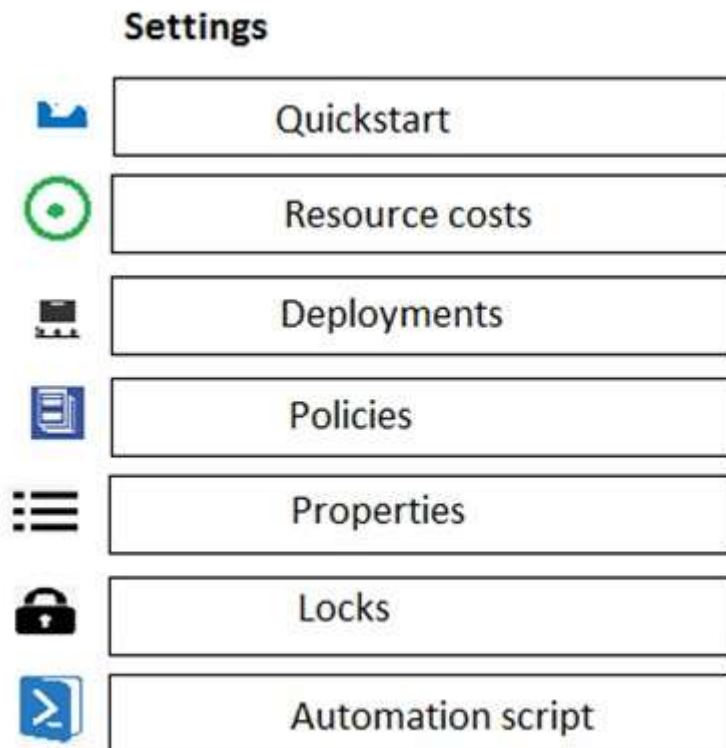 Settings
Quickstart
Resource costs
Deployments
Policies
Properties
Locks
Automation script